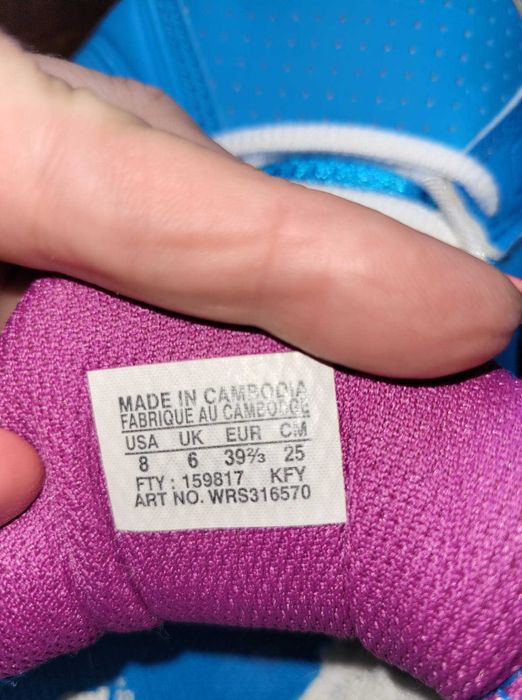 MADE IN CAMBODIA
FABRIQUE AU CAMBODGE
USA UK EUR CM
8 6 39⅔ 25
FTY : 159817 KFY
ART NO. WRS316570